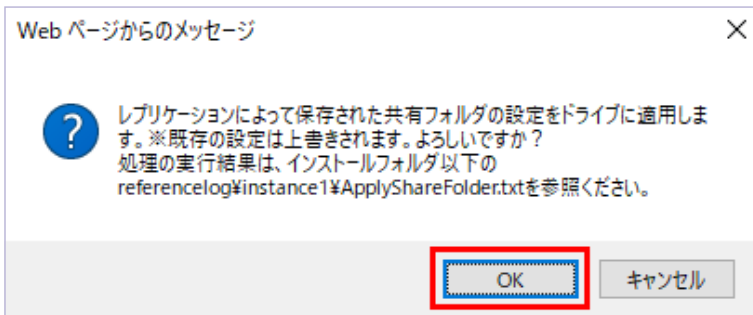 Web ページからのメッセージ
レプリケーションによって保存された共有フォルダの設定をドライブに適用しま
す。※既存の設定は上書きされます。よろしいですか？
処理の実行結果は、インストールフォルダ以下の
referencelog¥instance1¥ApplyShareFolder.txtを参照ください。
OK
キャンセル